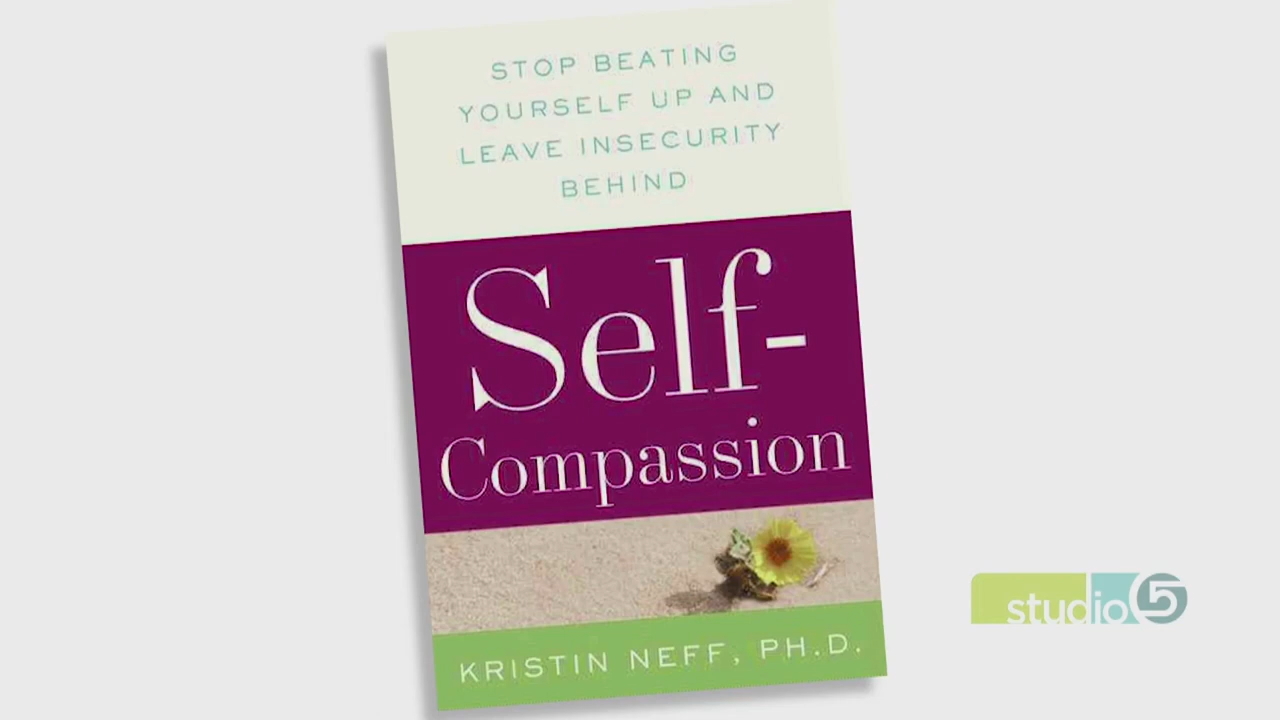 STOP BEATING
YOURSELF UP AND
LEAVE INSECURITY
BEHIND
Self-
Compassion
KRISTIN NEFF, PH.D.
studio5